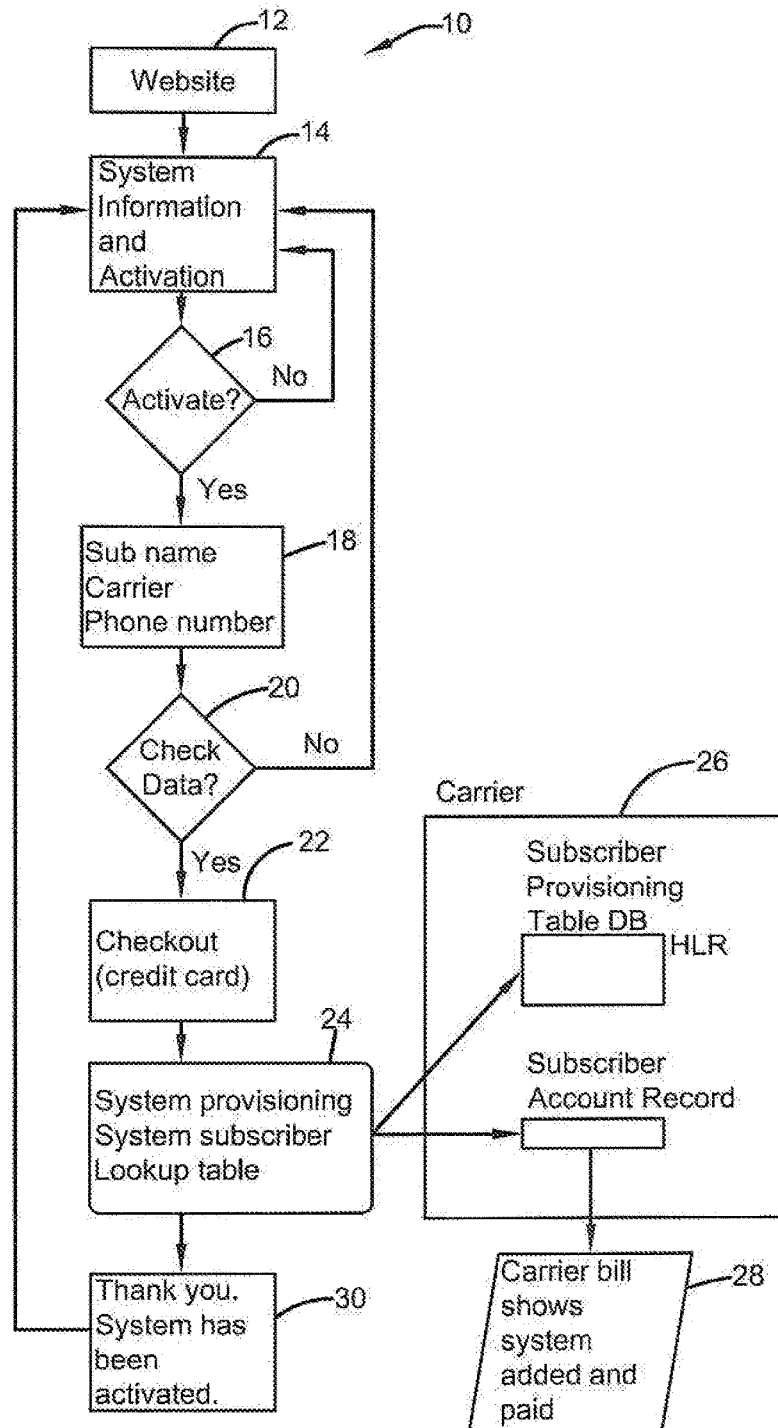 10
12
Website
14
System
Information
and
Activation
16
Activate?
No
Yes
18
Sub name
Carrier
Phone number
20
Check
Data?
No
Yes
22
Checkout
(credit card)
24
System provisioning
System subscriber
Lookup table
26
Carrier
Subscriber
Provisioning
Table DB
HLR
Subscriber
Account Record
28
Carrier bill
shows
system
added and
paid
30
Thank you.
System has
been
activated.